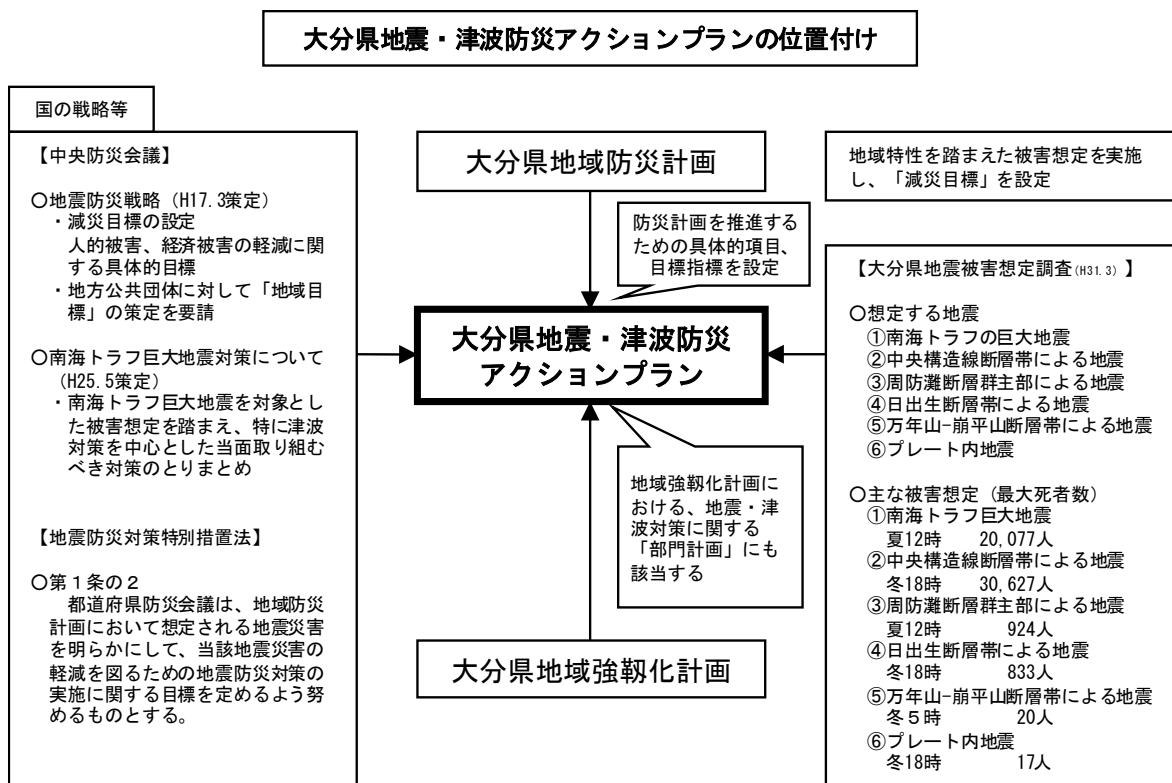 大分県地震・津波防災アクションプランの位置付け
国の戦略等
【中央防災会議】
○地震防災戦略（H17.3策定）
・減災目標の設定
人的被害、経済被害の軽減に関
する具体的目標
・地方公共団体に対して「地域目
標」の策定を要請
○南海トラフ巨大地震対策について
（H25.5策定）
・南海トラフ巨大地震を対象とし
た被害想定を踏まえ、特に津波
対策を中心とした当面取り組む
べき対策のとりまとめ
【地震防災対策特別措置法】
○第１条の２
都道府県防災会議は、地域防災
計画において想定される地震災害
を明らかにして、当該地震災害の
軽減を図るための地震防災対策の
実施に関する目標を定めるよう努
めるものとする。
大分県地域防災計画
防災計画を推進する
ための具体的項目、
目標指標を設定
大分県地震・津波防災
アクションプラン
地域強靱化計画に
おける、地震・津
波対策に関する
「部門計画」にも
該当する
大分県地域強靱化計画
地域特性を踏まえた被害想定を実施
し、「減災目標」を設定
【大分県地震被害想定調査(H31.3)】
○想定する地震
①南海トラフの巨大地震
②中央構造線断層帯による地震
③周防灘断層群主部による地震
④日出生断層帯による地震
⑤万年山-崩平山断層帯による地震
⑥プレート内地震
○主な被害想定（最大死者数）
①南海トラフ巨大地震
夏12時 20,077人
②中央構造線断層帯による地震
冬18時 30,627人
③周防灘断層群主部による地震
夏12時 924人
④日出生断層帯による地震
冬18時 833人
⑤万年山-崩平山断層帯による地震
冬５時 20人
⑥プレート内地震
冬18時 17人